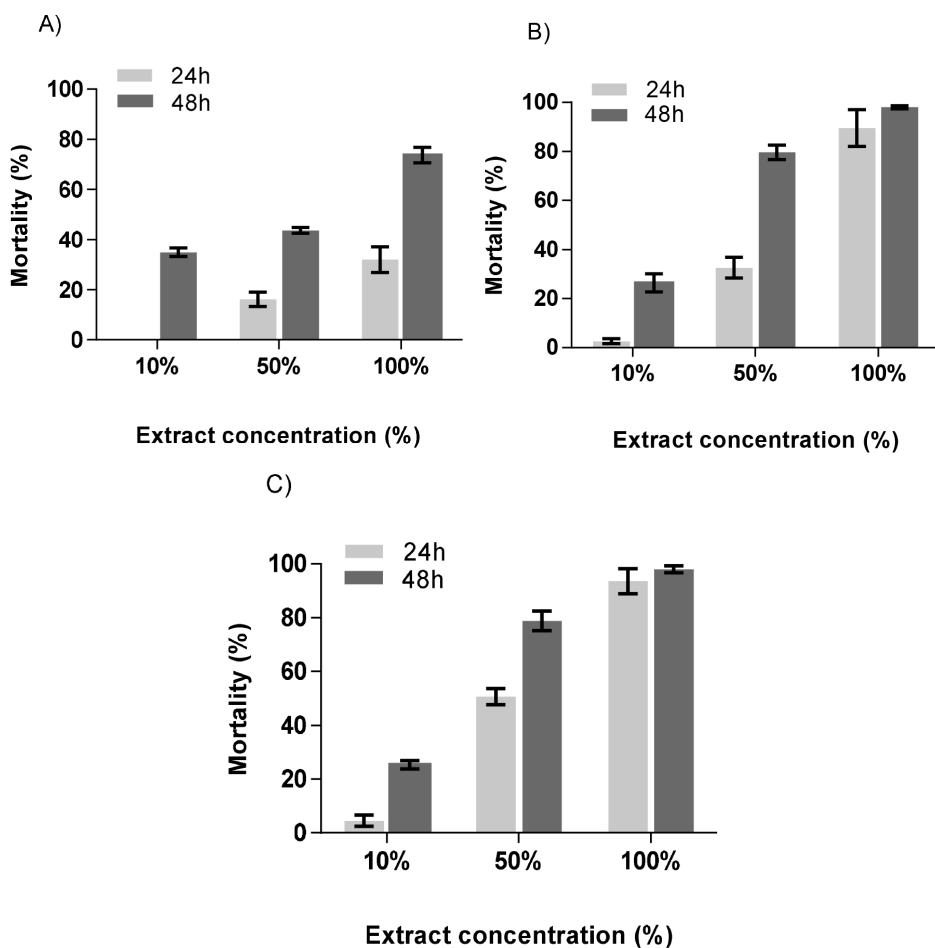 A)
24h
48h
100
80
60
40
20
0
Mortality (%)
10% 50% 100%
Extract concentration (%)
B)
24h
48h
100
80
60
40
20
0
Mortality (%)
10% 50% 100%
Extract concentration (%)
C)
24h
48h
100
80
60
40
20
0
Mortality (%)
10% 50% 100%
Extract concentration (%)